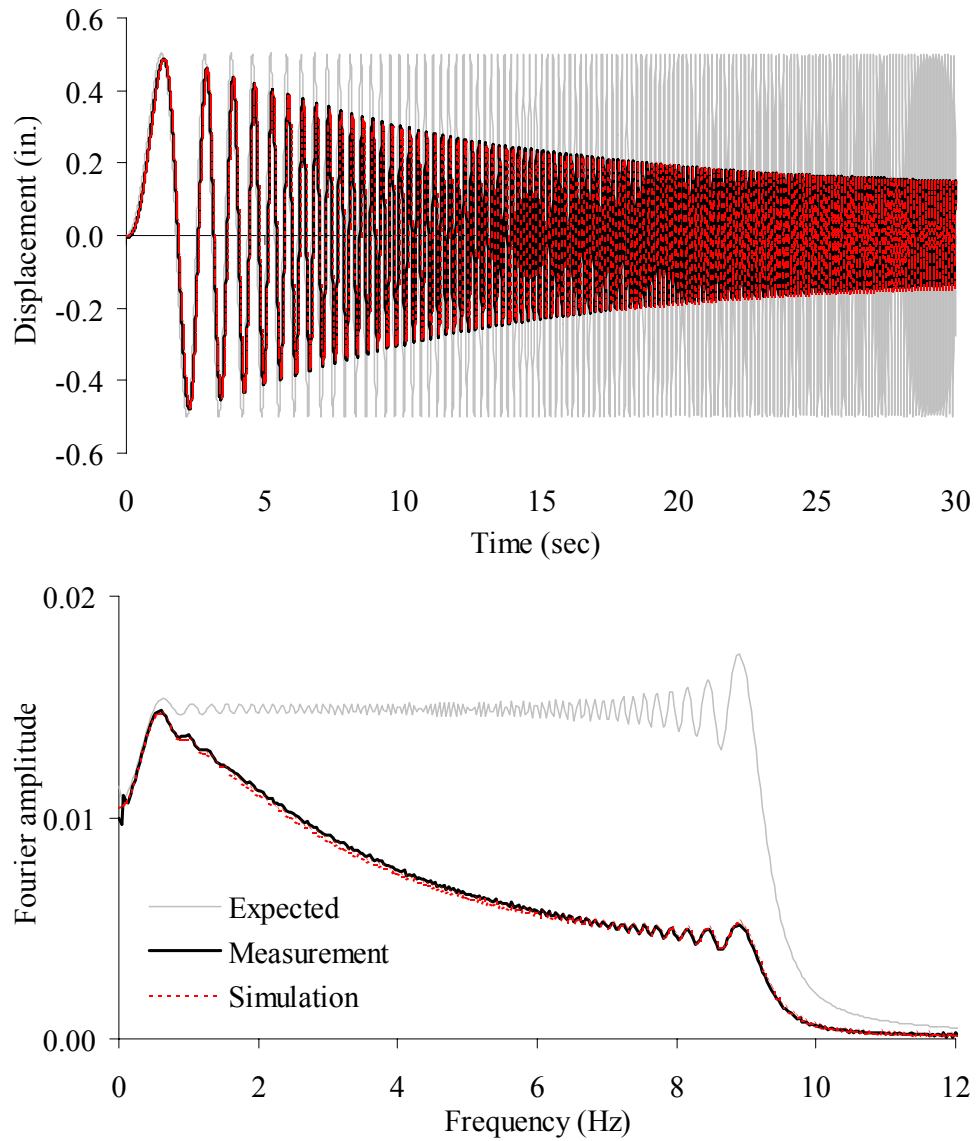 0.6
0.4
0.2
0.0
-0.2
-0.4
-0.6
Displacement (in.)
0 5 10 15 20 25 30
Time (sec)
0.02
0.01
0.00
Fourier amplitude
Expected
Measurement
Simulation
0 2 4 6 8 10 12
Frequency (Hz)